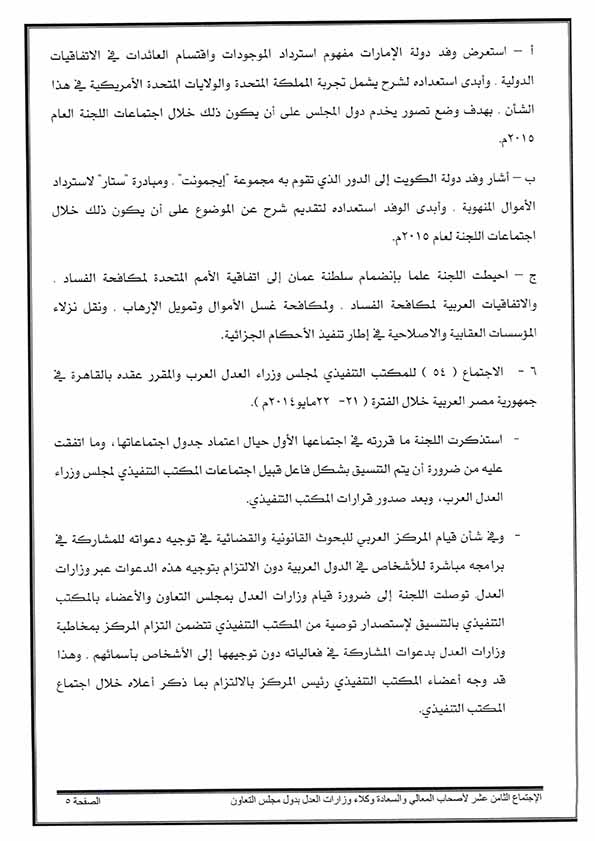 أ – استعرض وفد دولة الإمارات مفهوم استرداد الموجودات واقتسام العائدات في الاتفاقيات
الدولية . وأبدى استعداده لشرح يشمل تجربة المملكة المتحدة والولايات المتحدة الأمريكية في هذا
الشأن . بهدف وضع تصور يخدم دول المجلس على أن يكون ذلك خلال اجتماعات اللجنة العام
٢٠١٥م.
ب – أشار وفد دولة الكويت إلى الدور الذي تقوم به مجموعة "إيجمونت" . ومبادرة "ستار" لاسترداد
الأموال المنهوبة . وأبدى الوفد استعداده لتقديم شرح عن الموضوع على أن يكون ذلك خلال
اجتماعات اللجنة لعام ٢٠١٥م.
ج – احيطت اللجنة علما بإنضمام سلطنة عمان إلى اتفاقية الأمم المتحدة لمكافحة الفساد .
والاتفاقيات العربية لمكافحة الفساد . ومكافحة غسل الأموال وتمويل الإرهاب . ونقل نزلاء
المؤسسات العقابية والاصلاحية في إطار تنفيذ الأحكام الجزائية.
٦ - الاجتماع ( ٥٤ ) للمكتب التنفيذي لمجلس وزراء العدل العرب والمقرر عقده بالقاهرة في
جمهورية مصر العربية خلال الفترة ( ٢١- ٢٢مايو٢٠١٤م ).
- استذكرت اللجنة ما قررته في اجتماعها الأول حيال اعتماد جدول اجتماعاتها، وما اتفقت
عليه من ضرورة أن يتم التنسيق بشكل فاعل قبيل اجتماعات المكتب التنفيذي لمجلس وزراء
العدل العرب، وبعد صدور قرارات المكتب التنفيذي.
- وفي شأن قيام المركز العربي للبحوث القانونية والقضائية في توجيه دعواته للمشاركة في
برامجه مباشرة للأشخاص في الدول العربية دون الالتزام بتوجيه هذه الدعوات عبر وزارات
العدل. توصلت اللجنة إلى ضرورة قيام وزارات العدل بمجلس التعاون والأعضاء بالمكتب
التنفيذي بالتنسيق لإستصدار توصية من المكتب التنفيذي تتضمن التزام المركز بمخاطبة
وزارات العدل بدعوات المشاركة في فعالياته دون توجيهها إلى الأشخاص بأسمائهم . وهذا
قد وجه أعضاء المكتب التنفيذي رئيس المركز بالالتزام بما ذكر أعلاه خلال اجتماع
المكتب التنفيذي.
الإجتماع الثامن عشر لأصحاب المعالي والسعادة وكلاء وزارات العدل بدول مجلس التعاون الصفحة ٥